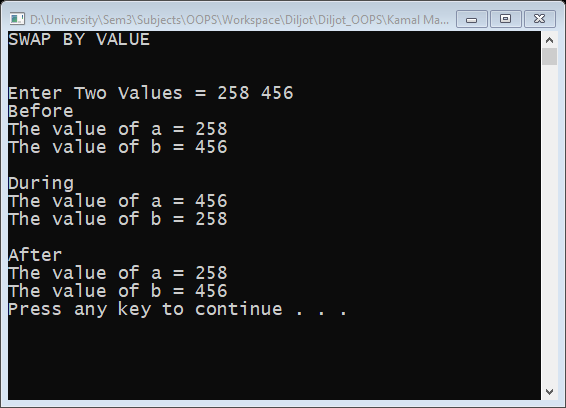 D:\University\Sem3\Subjects\OOPS\Workspace\Diljot\Diljot_OOPS\Kamal Ma...
SWAP BY VALUE
Enter Two Values = 258 456
Before
The value of a = 258
The value of b = 456
During
The value of a = 456
The value of b = 258
After
The value of a = 258
The value of b = 456
Press any key to continue . . .